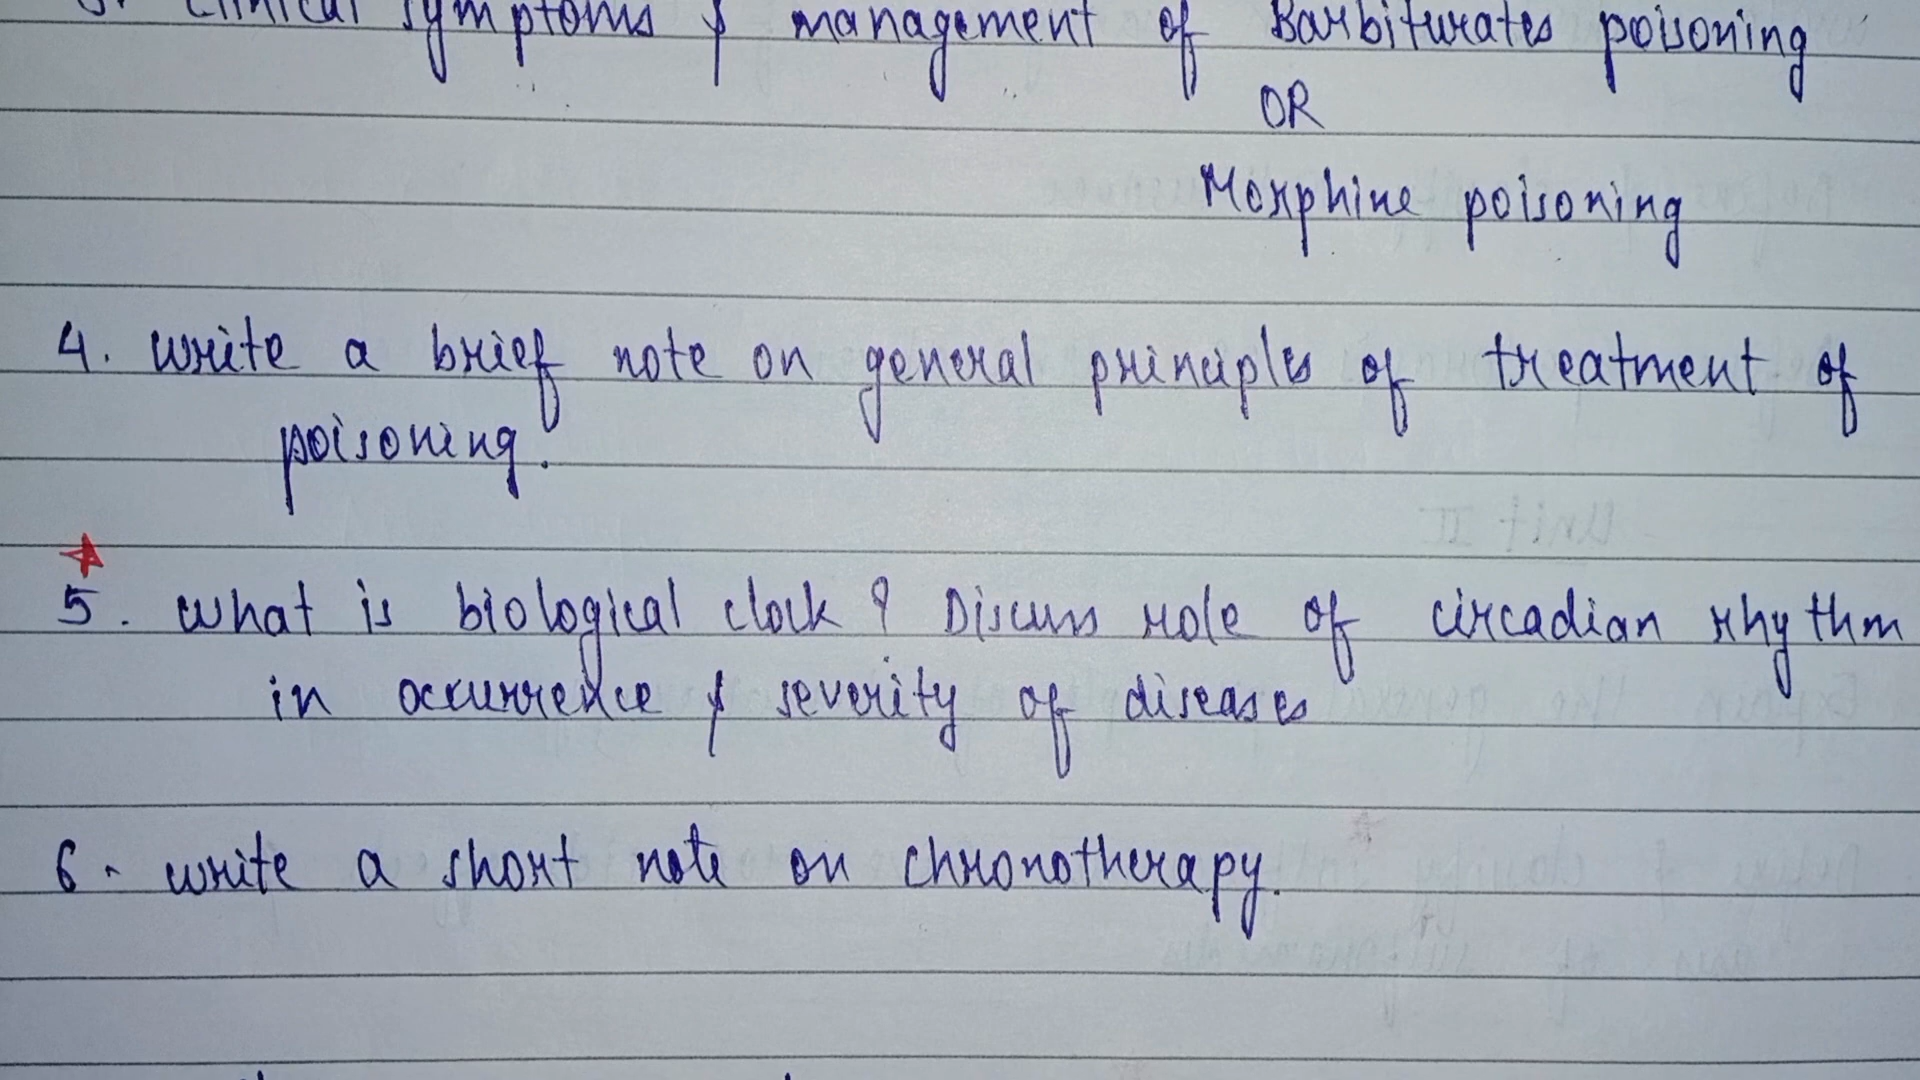 3. Clinical symptoms & management of Barbiturates poisoning
OR
Morphine poisoning
4. write a brief note on general principles of treatment of
poisoning.
5. what is biological clock ? Discuss role of circadian rhythm
in occurrence & severity of diseases
6. write a short note on chronotherapy.